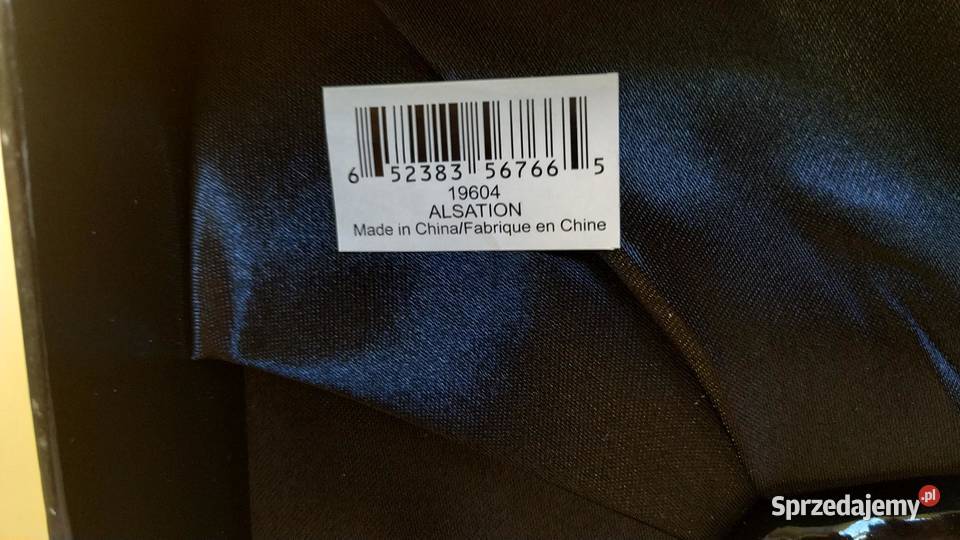 6 52383 56766 5
19604
ALSATION
Made in China/Fabrique en Chine
Sprzedajemy.pl